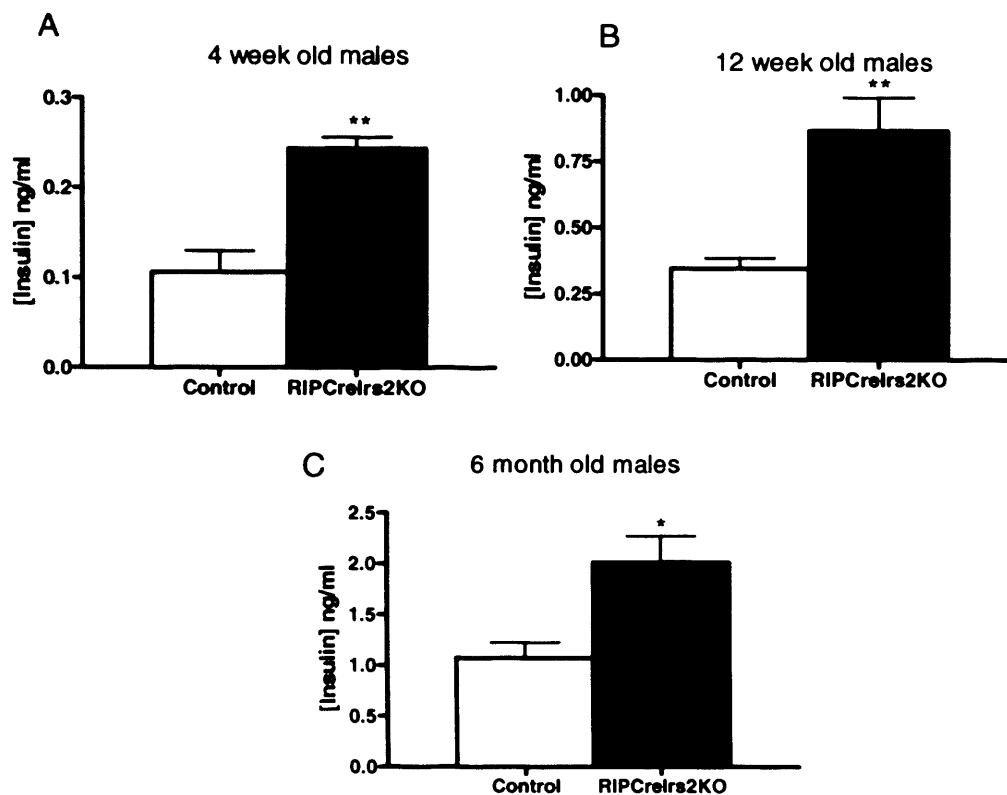 A
4 week old males
[Insulin] ng/ml
0.3
0.2
0.1
0.0
**
Control RIPCreIrs2KO
B
12 week old males
[Insulin] ng/ml
1.00
0.75
0.50
0.25
0.00
**
Control RIPCreIrs2KO
C
6 month old males
[Insulin] ng/ml
2.5
2.0
1.5
1.0
0.5
0.0
*
Control RIPCreIrs2KO